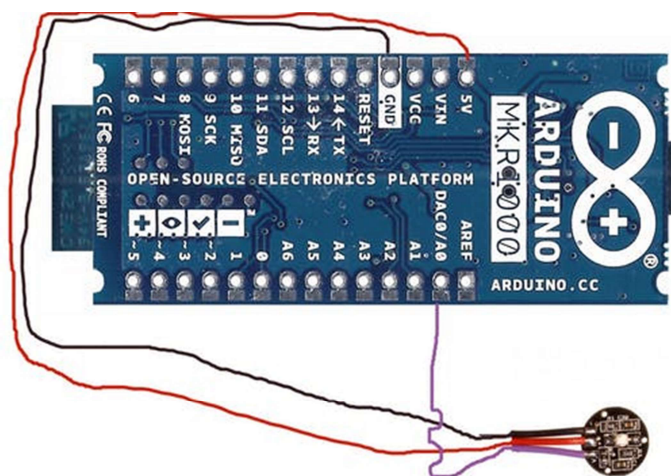 6
7
8 MOSI
9 SCK
10 MISO
11 SDA
12 SCL
13 →RX
14 ←TX
RESET
GND
VCC
VIN
5V
CE FC ROHS COMPLIANT
OPEN-SOURCE ELECTRONICS PLATFORM
MKR1000
ARDUINO
~5
~4
~3
~2
1
0
A6
A5
A4
A3
A2
A1
DAC0/A0
AREF
ARDUINO.CC
®